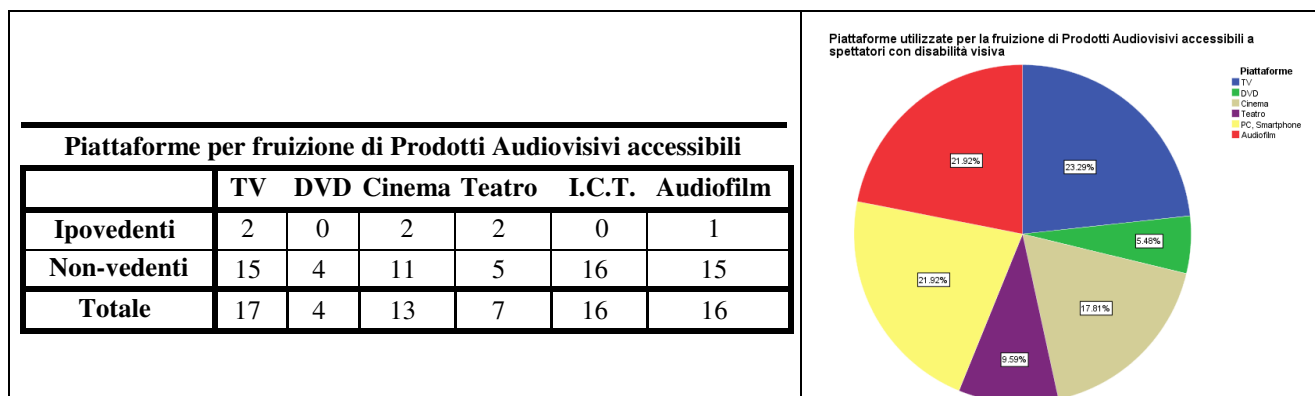 Piattaforme per fruizione di Prodotti Audiovisivi accessibili
TV DVD Cinema Teatro I.C.T. Audiofilm
Ipovedenti 2 0 2 2 0 1
Non-vedenti 15 4 11 5 16 15
Totale 17 4 13 7 16 16
Piattaforme utilizzate per la fruizione di Prodotti Audiovisivi accessibili a
spettatori con disabilità visiva
Piattaforme
TV
DVD
Cinema
Teatro
PC, Smartphone
Audiofilm
21.92%
23.29%
5.48%
21.92%
17.81%
9.59%